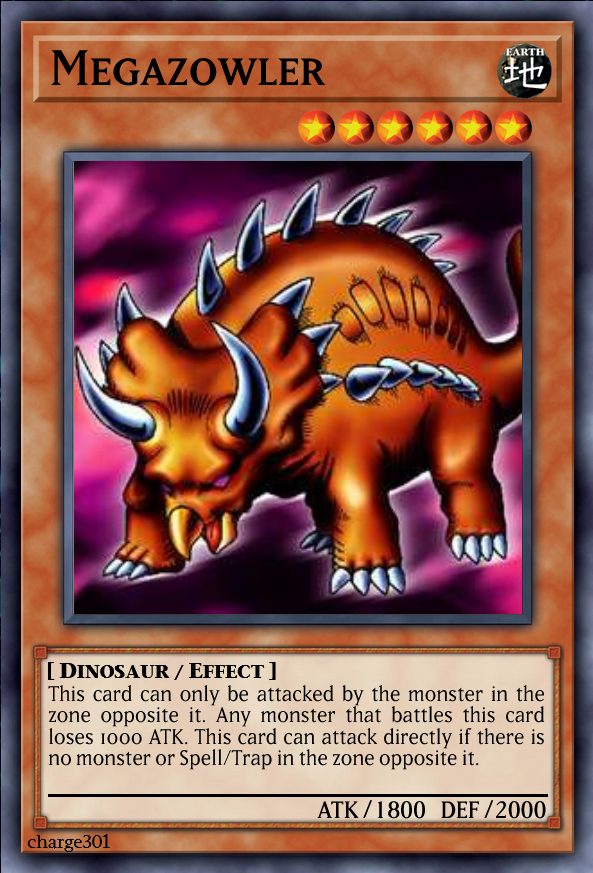 Megazowler
EARTH
地
[ Dinosaur / Effect ]
This card can only be attacked by the monster in the
zone opposite it. Any monster that battles this card
loses 1000 ATK. This card can attack directly if there is
no monster or Spell/Trap in the zone opposite it.
ATK/1800 DEF/2000
charge301